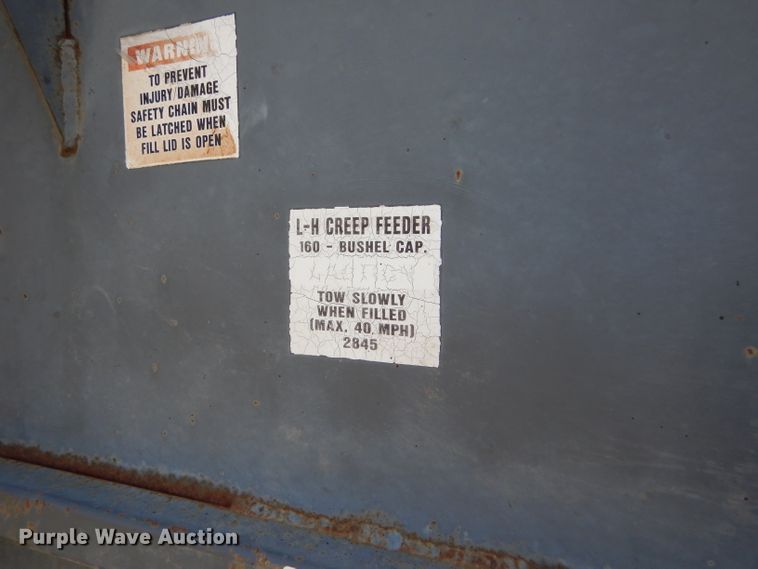 WARNING
TO PREVENT
INJURY/DAMAGE
SAFETY CHAIN MUST
BE LATCHED WHEN
FILL LID IS OPEN
L-H CREEP FEEDER
160 - BUSHEL CAP.
TOW SLOWLY
WHEN FILLED
(MAX. 40 MPH)
2845
Purple Wave Auction